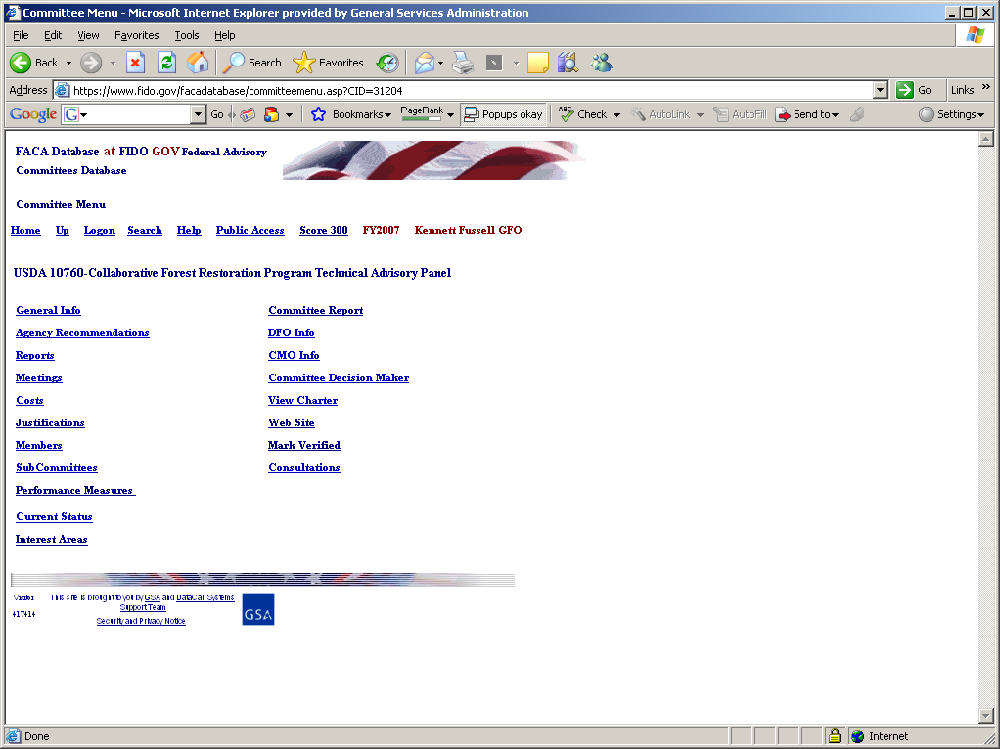 Committee Menu - Microsoft Internet Explorer provided by General Services Administration
File Edit View Favorites Tools Help
Back Search Favorites
Address https://www.fido.gov/facadatabase/committeemenu.asp?CID=31204 Go Links »
Google G Go Bookmarks PageRank Popups okay ABC Check AutoLink AutoFill Send to Settings
FACA Database at FIDO GOV Federal Advisory
Committees Database
Committee Menu
Home Up Logon Search Help Public Access Score 300 FY2007 Kennett Fussell GFO
USDA 10760-Collaborative Forest Restoration Program Technical Advisory Panel
General Info Committee Report
Agency Recommendations DFO Info
Reports CMO Info
Meetings Committee Decision Maker
Costs View Charter
Justifications Web Site
Members Mark Verified
SubCommittees Consultations
Performance Measures
Current Status
Interest Areas
Visitor This site is brought to you by GSA and DataCall Systems
Support Team
417414 Security and Privacy Notice
GSA
Done Internet